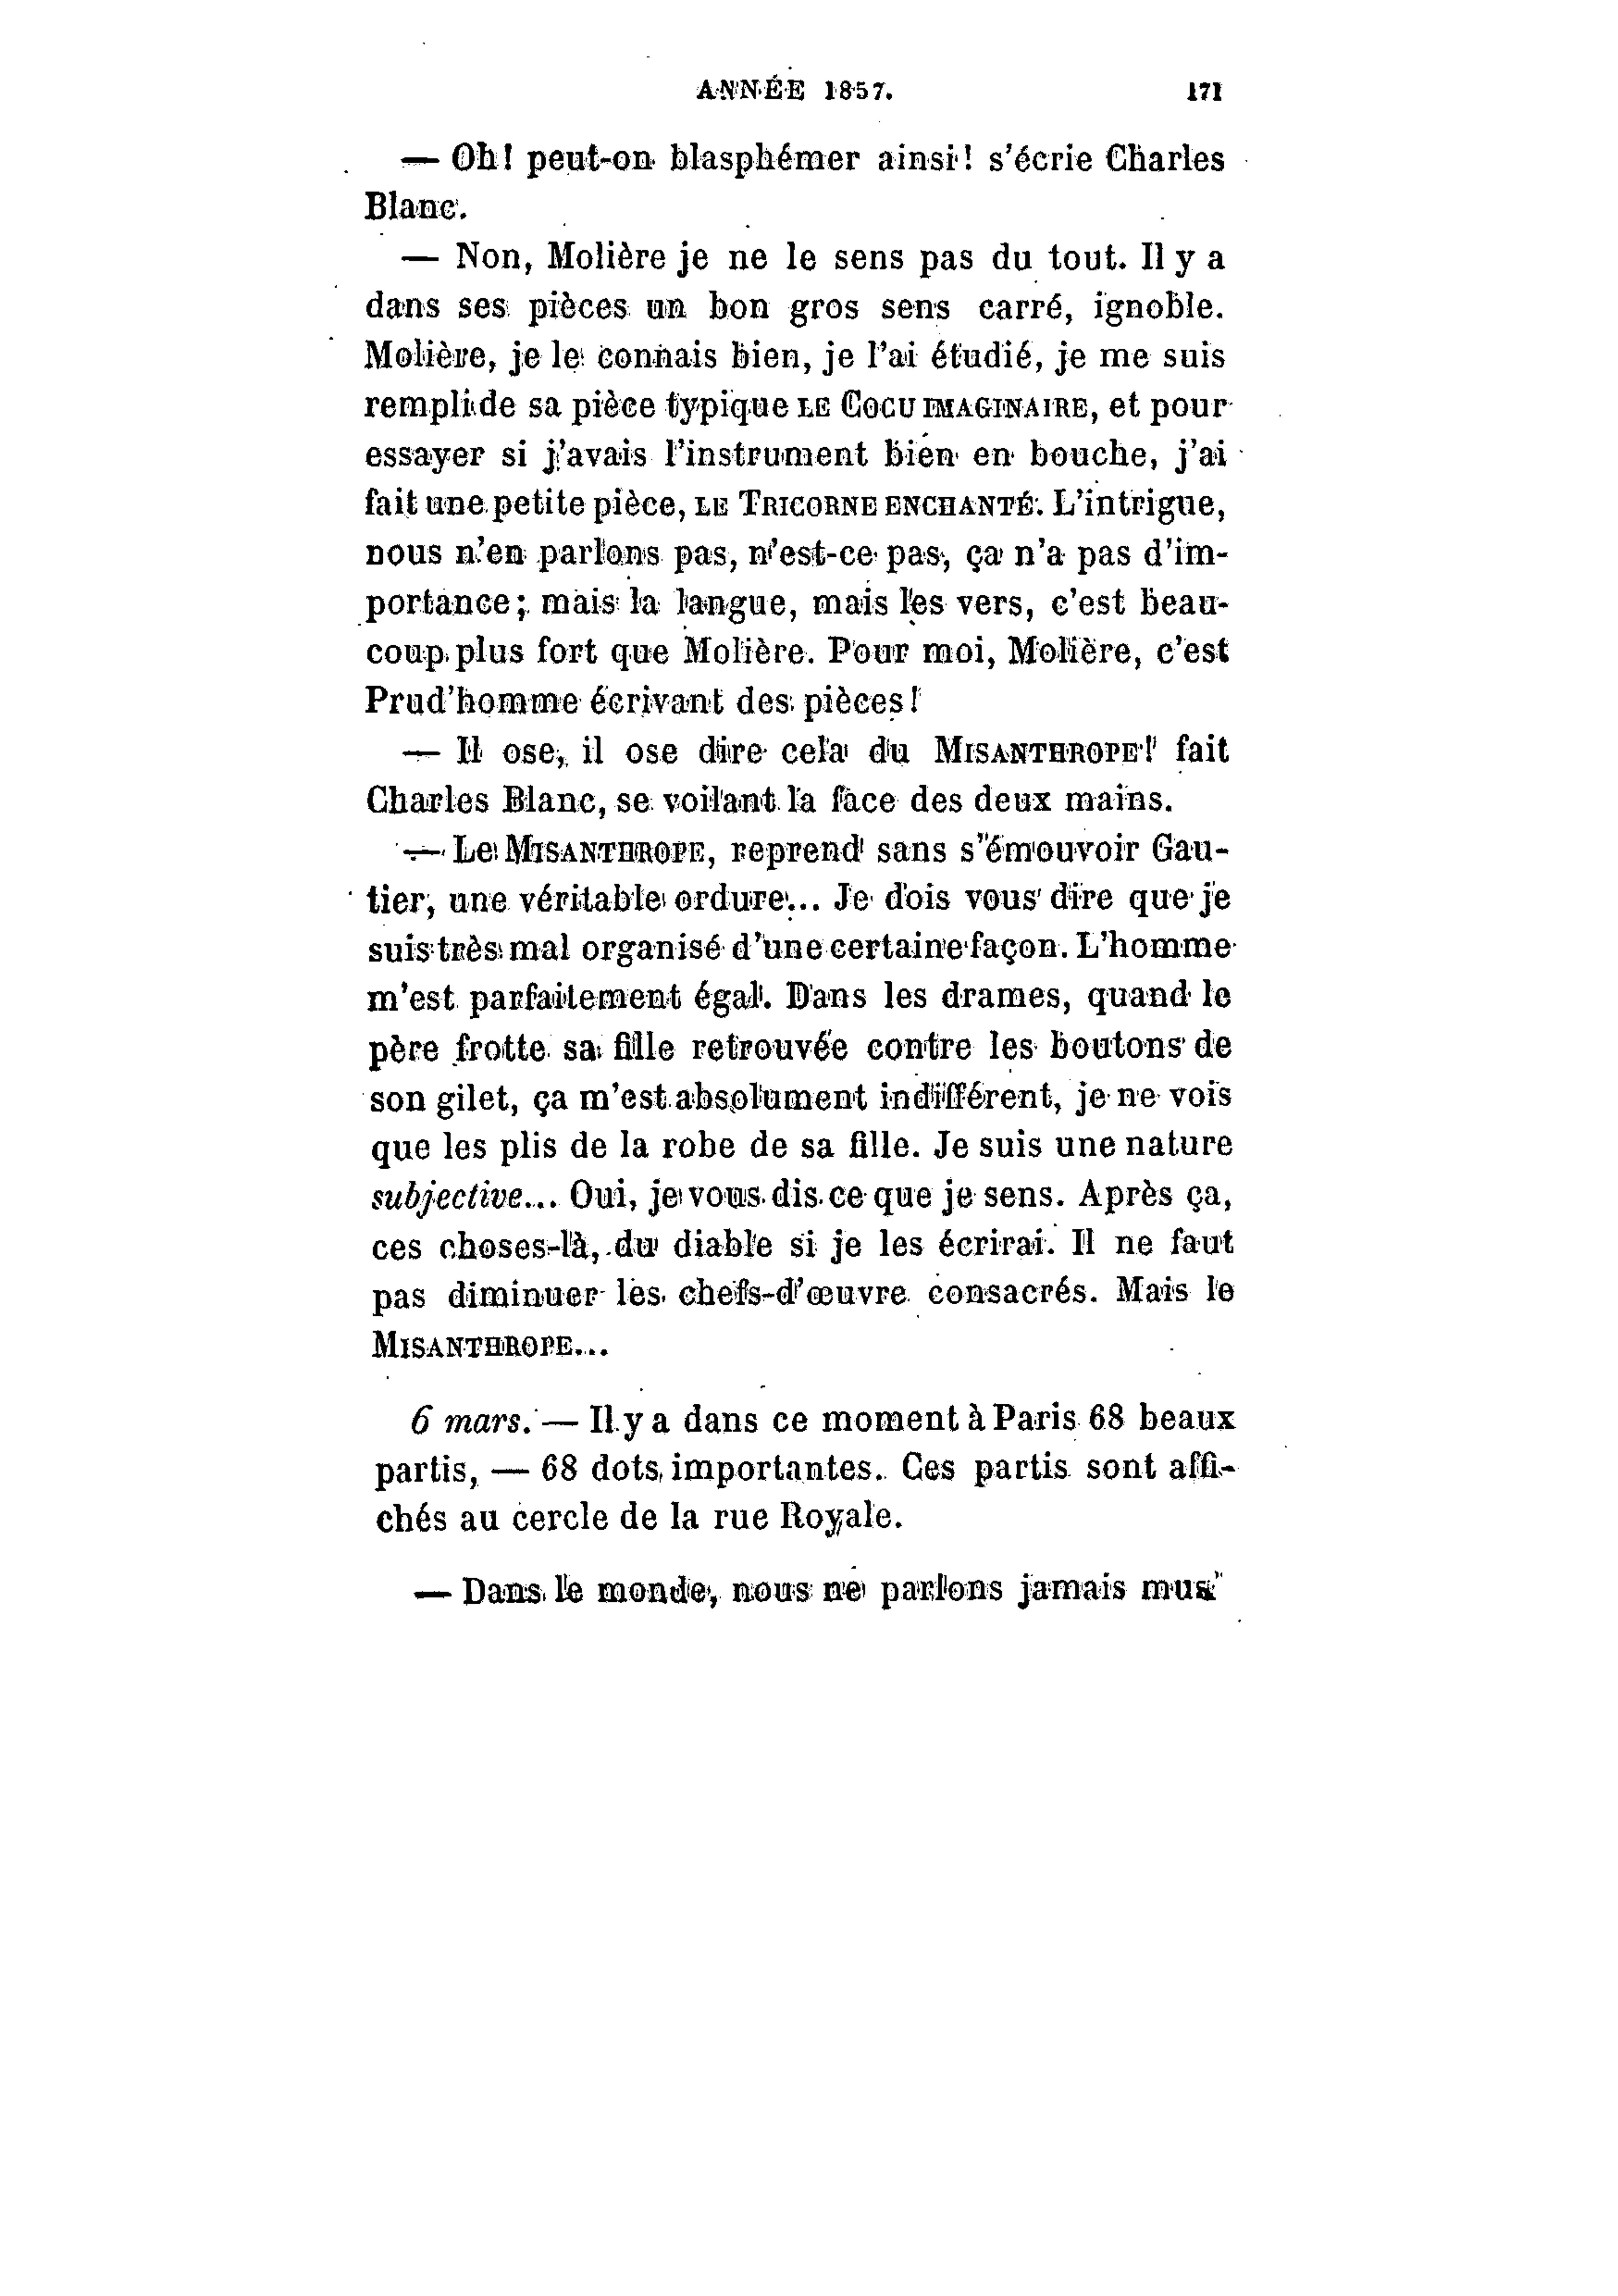 ANNÉE 1857. 171
— Oh! peut-on blasphémer ainsi! s'écrie Charles
Blanc.
— Non, Molière je ne le sens pas du tout. Il y a
dans ses pièces un bon gros sens carré, ignoble.
Molière, je le connais bien, je l'ai étudié, je me suis
rempli de sa pièce typique LE COCU IMAGINAIRE, et pour
essayer si j'avais l'instrument bien en bouche, j'ai
fait une petite pièce, LE TRICORNE ENCHANTÉ. L'intrigue,
nous n'en parlons pas, n'est-ce pas, ça n'a pas d'im-
portance; mais la langue, mais les vers, c'est beau-
coup plus fort que Molière. Pour moi, Molière, c'est
Prud'homme écrivant des pièces!
— Il ose, il ose dire cela du MISANTHROPE! fait
Charles Blanc, se voilant la face des deux mains.
— Le MISANTHROPE, reprend sans s'émouvoir Gau-
tier, une véritable ordure... Je dois vous dire que je
suis très mal organisé d'une certaine façon. L'homme
m'est parfaitement égal. Dans les drames, quand le
père frotte sa fille retrouvée contre les boutons de
son gilet, ça m'est absolument indifférent, je ne vois
que les plis de la robe de sa fille. Je suis une nature
subjective... Oui, je vous dis ce que je sens. Après ça,
ces choses-là, du diable si je les écrirai. Il ne faut
pas diminuer les chefs-d'œuvre consacrés. Mais le
MISANTHROPE...
6 mars. — Il y a dans ce moment à Paris 68 beaux
partis, — 68 dots importantes. Ces partis sont affi-
chés au cercle de la rue Royale.
— Dans le monde, nous ne parlons jamais mu